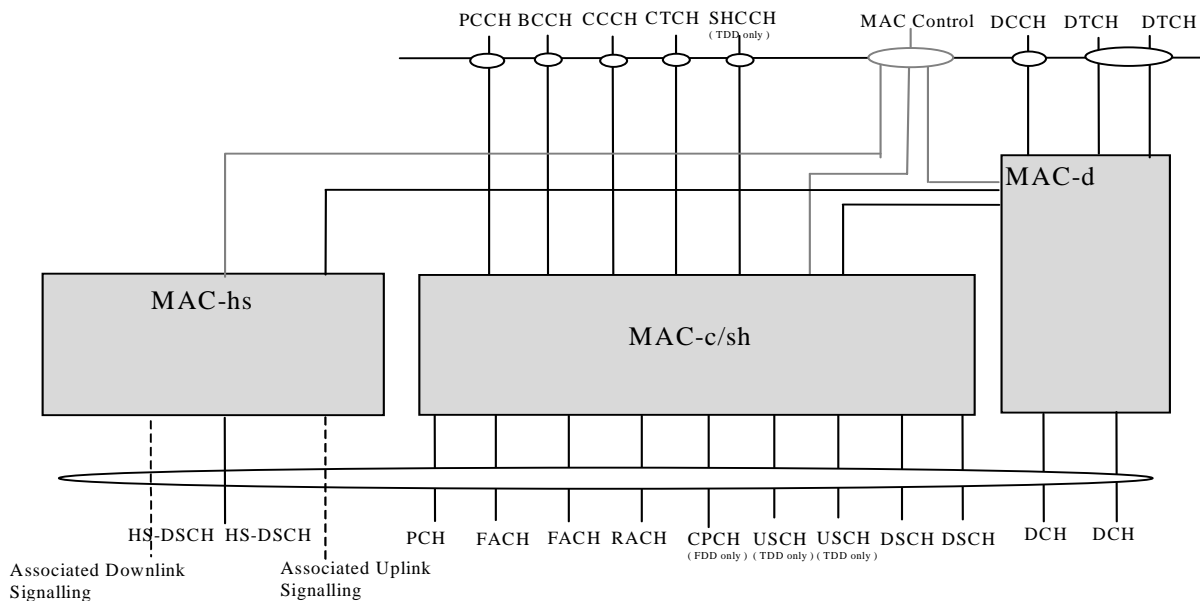 PCCH BCCH CCCH CTCH SHCCH MAC Control DCCH DTCH DTCH
( TDD only )
MAC-d
MAC-hs
MAC-c/sh
HS-DSCH HS-DSCH PCH FACH FACH RACH CPCH USCH USCH DSCH DSCH DCH DCH
( FDD only ) ( TDD only ) ( TDD only )
Associated Downlink
Signalling
Associated Uplink
Signalling